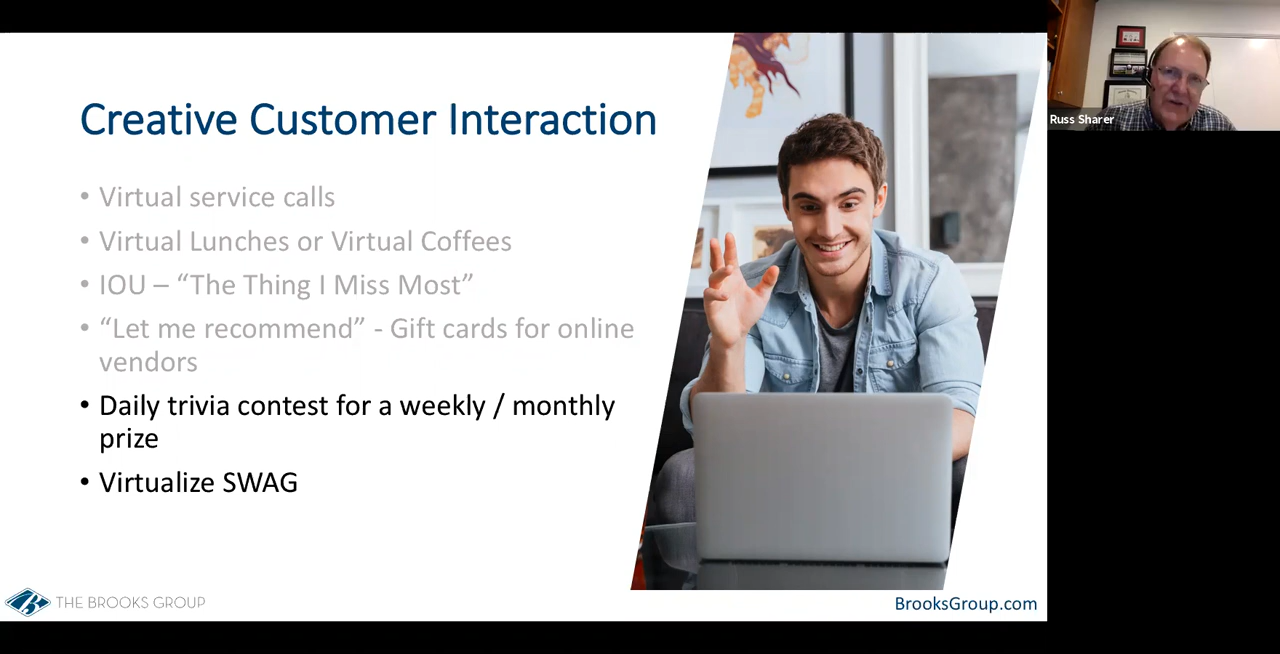 Creative Customer Interaction
• Virtual service calls
• Virtual Lunches or Virtual Coffees
• IOU – “The Thing I Miss Most”
• “Let me recommend” - Gift cards for online
vendors
• Daily trivia contest for a weekly / monthly
prize
• Virtualize SWAG
THE BROOKS GROUP
BrooksGroup.com
Russ Sharer